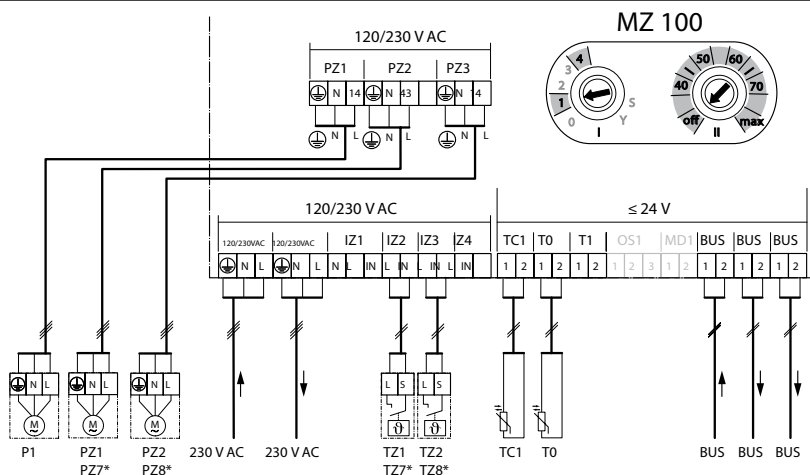 MZ 100
120/230 V AC
PZ1 PZ2 PZ3
N 14 N 43 N 14
N L N L N L
0 1 2 3 4 S Y
I
off 40 50 60 70 max
II
120/230 V AC ≤ 24 V
120/230VAC 120/230VAC IZ1 IZ2 IZ3 IZ4 TC1 T0 T1 OS1 MD1 BUS BUS BUS
N L N L N L IN L IN L IN L IN 1 2 1 2 1 2 1 2 3 1 2 1 2 1 2 1 2
N L N L N L L S L S
M M M ϑ ϑ
~ ~ ~
P1 PZ1 PZ2 230 V AC 230 V AC TZ1 TZ2 TC1 T0 BUS BUS BUS
PZ7* PZ8* TZ7* TZ8*